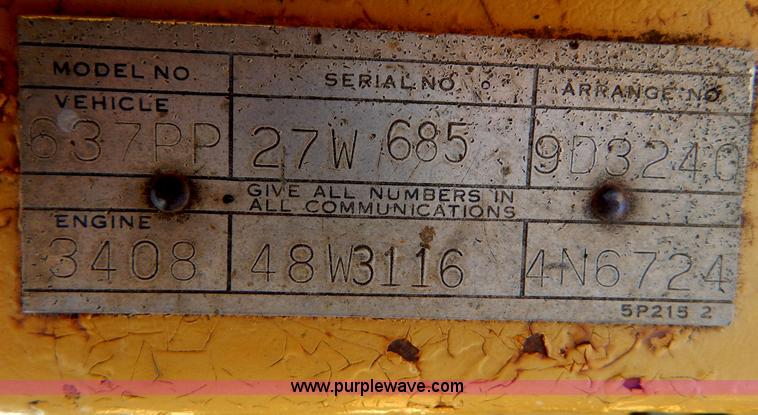 MODEL NO SERIAL NO ARRANGE NO
VEHICLE
637PP 27W 685 9D3240
GIVE ALL NUMBERS IN
ALL COMMUNICATIONS
ENGINE
3408 48W3116 4N6724
5P215 2
www.purplewave.com